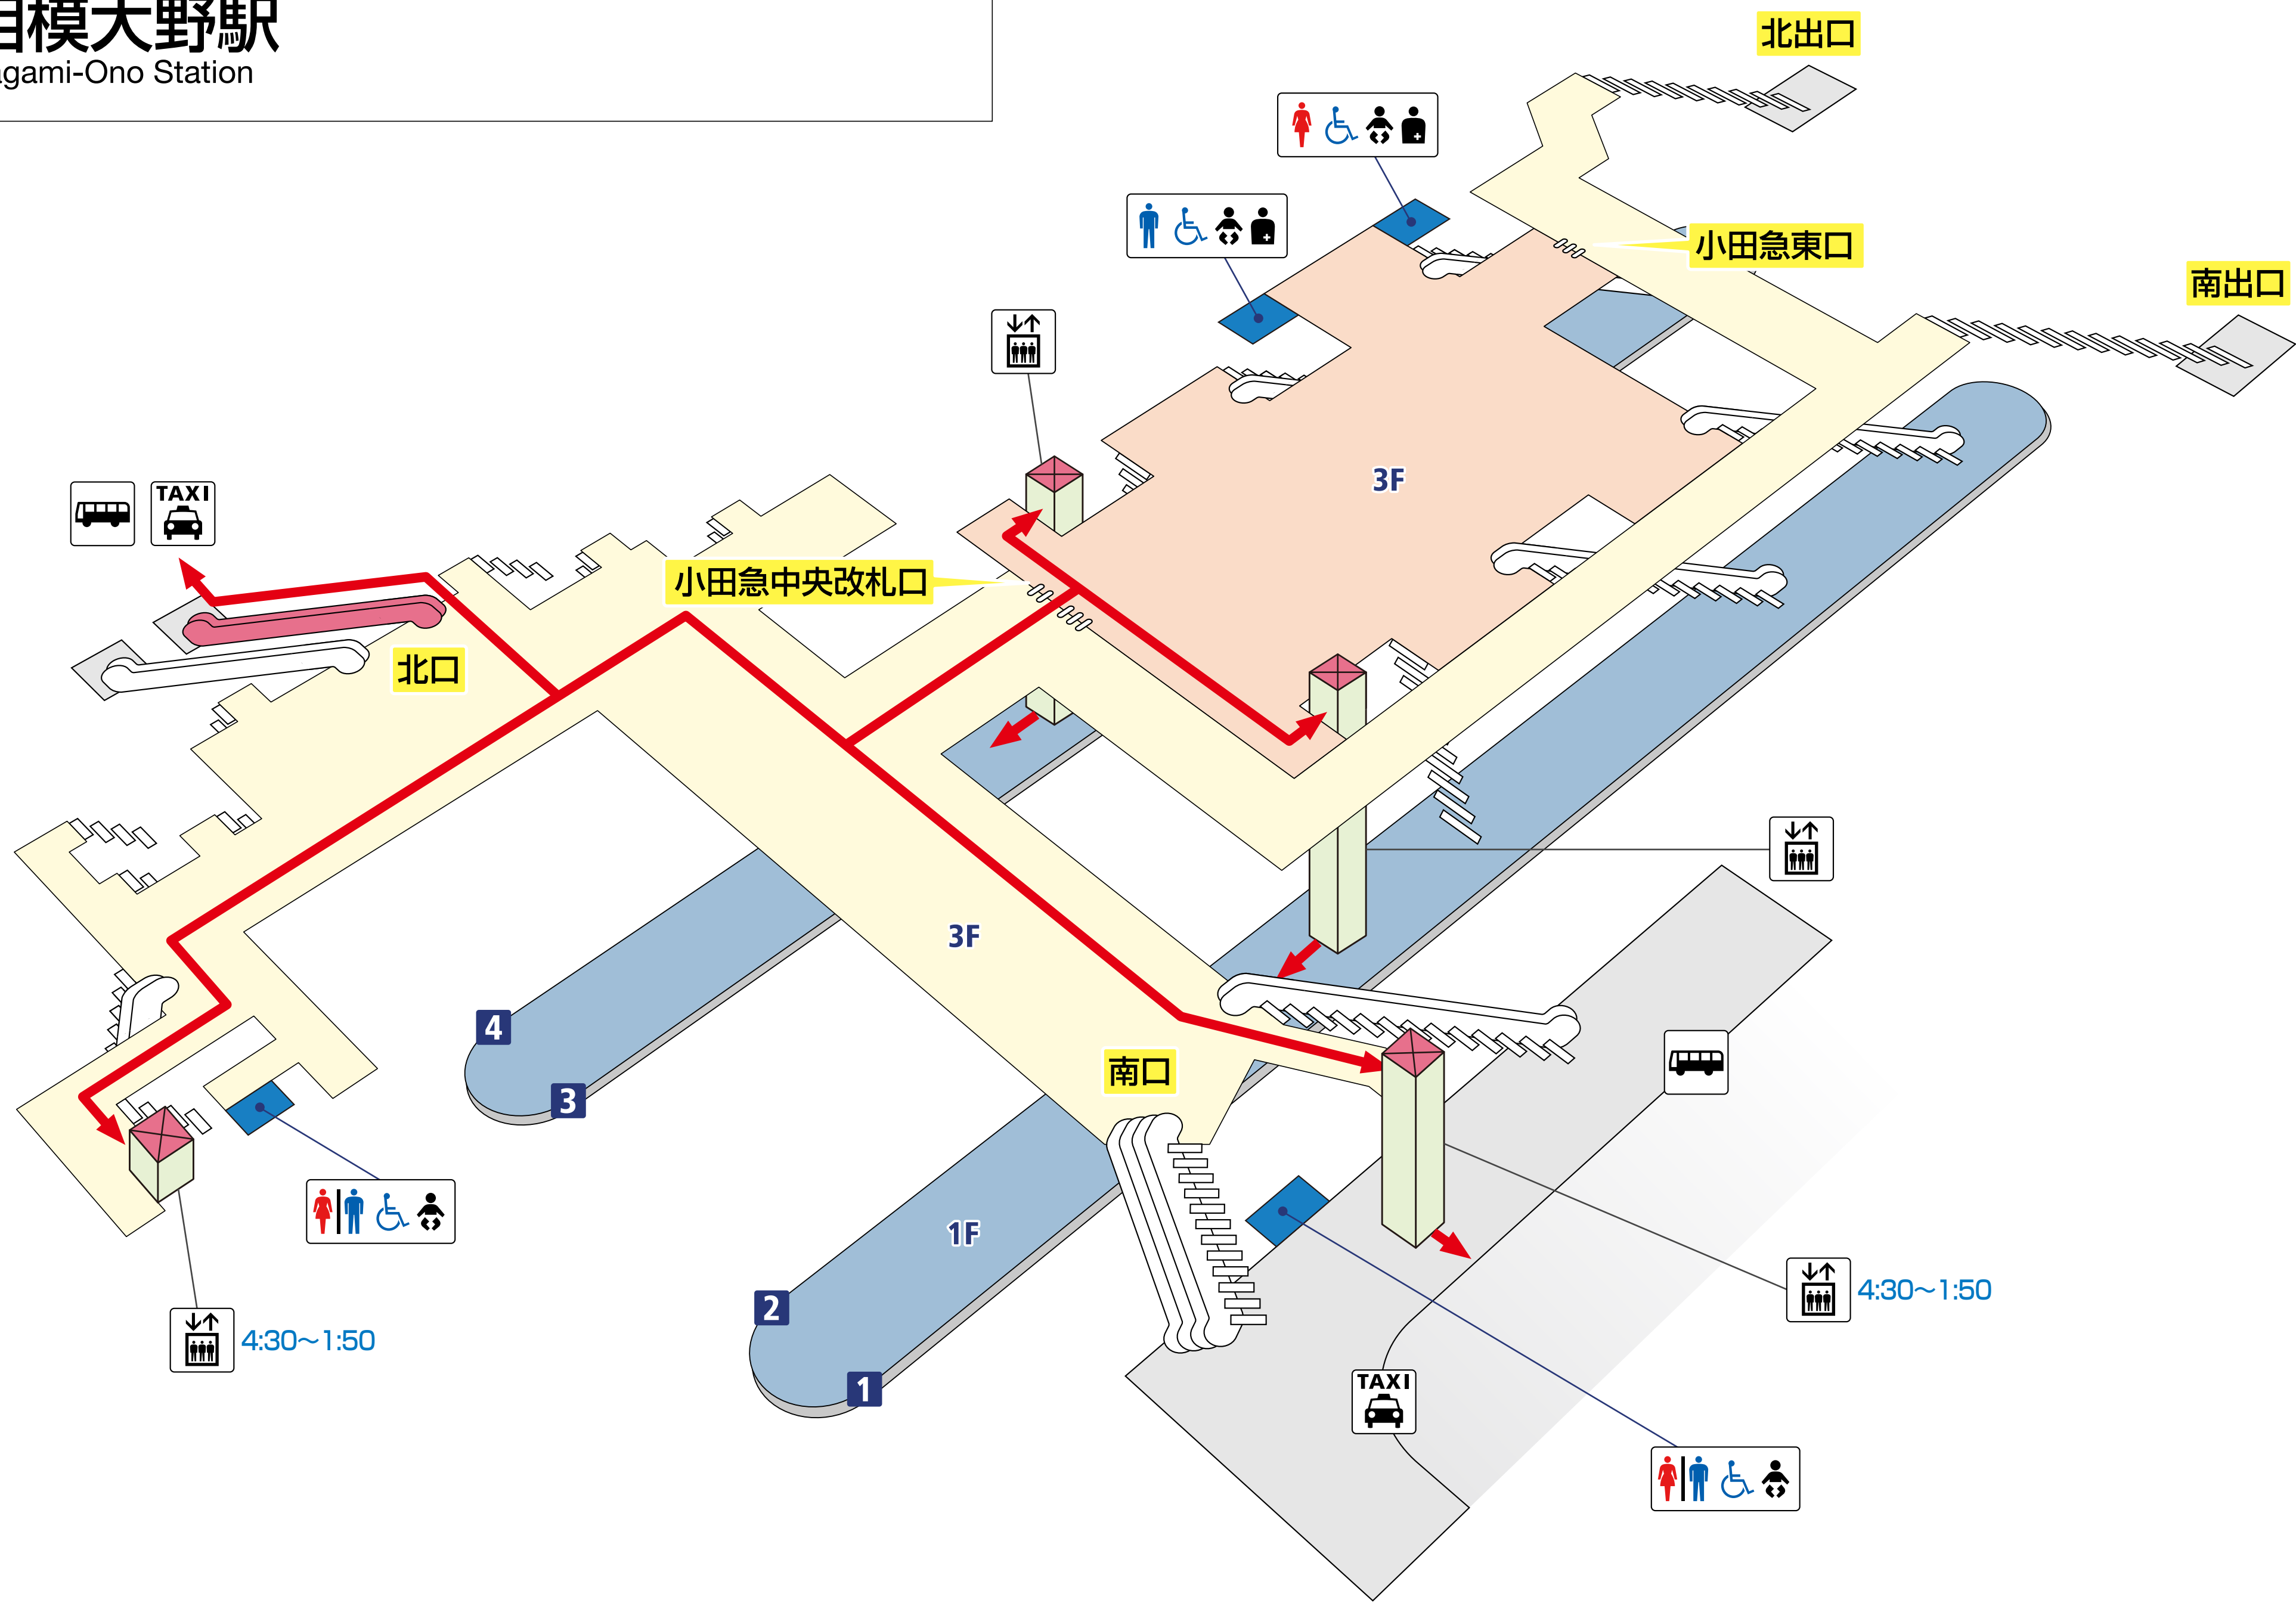 相模大野駅
agami-Ono Station
北出口
小田急東口
南出口
TAXI
3F
小田急中央改札口
北口
3F
4
3
南口
1F
2
1
4:30～1:50
4:30～1:50
TAXI